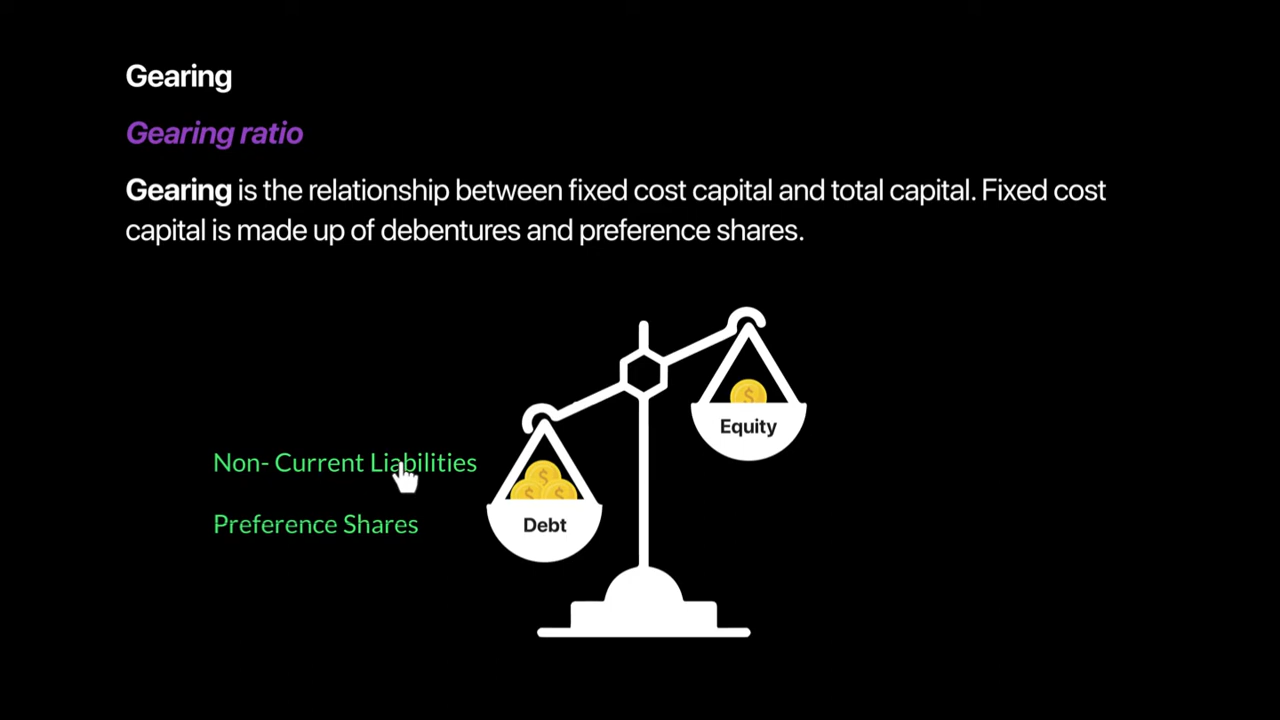 Gearing
Gearing ratio
Gearing is the relationship between fixed cost capital and total capital. Fixed cost
capital is made up of debentures and preference shares.
Equity
Non- Current Liabilities
Debt
Preference Shares